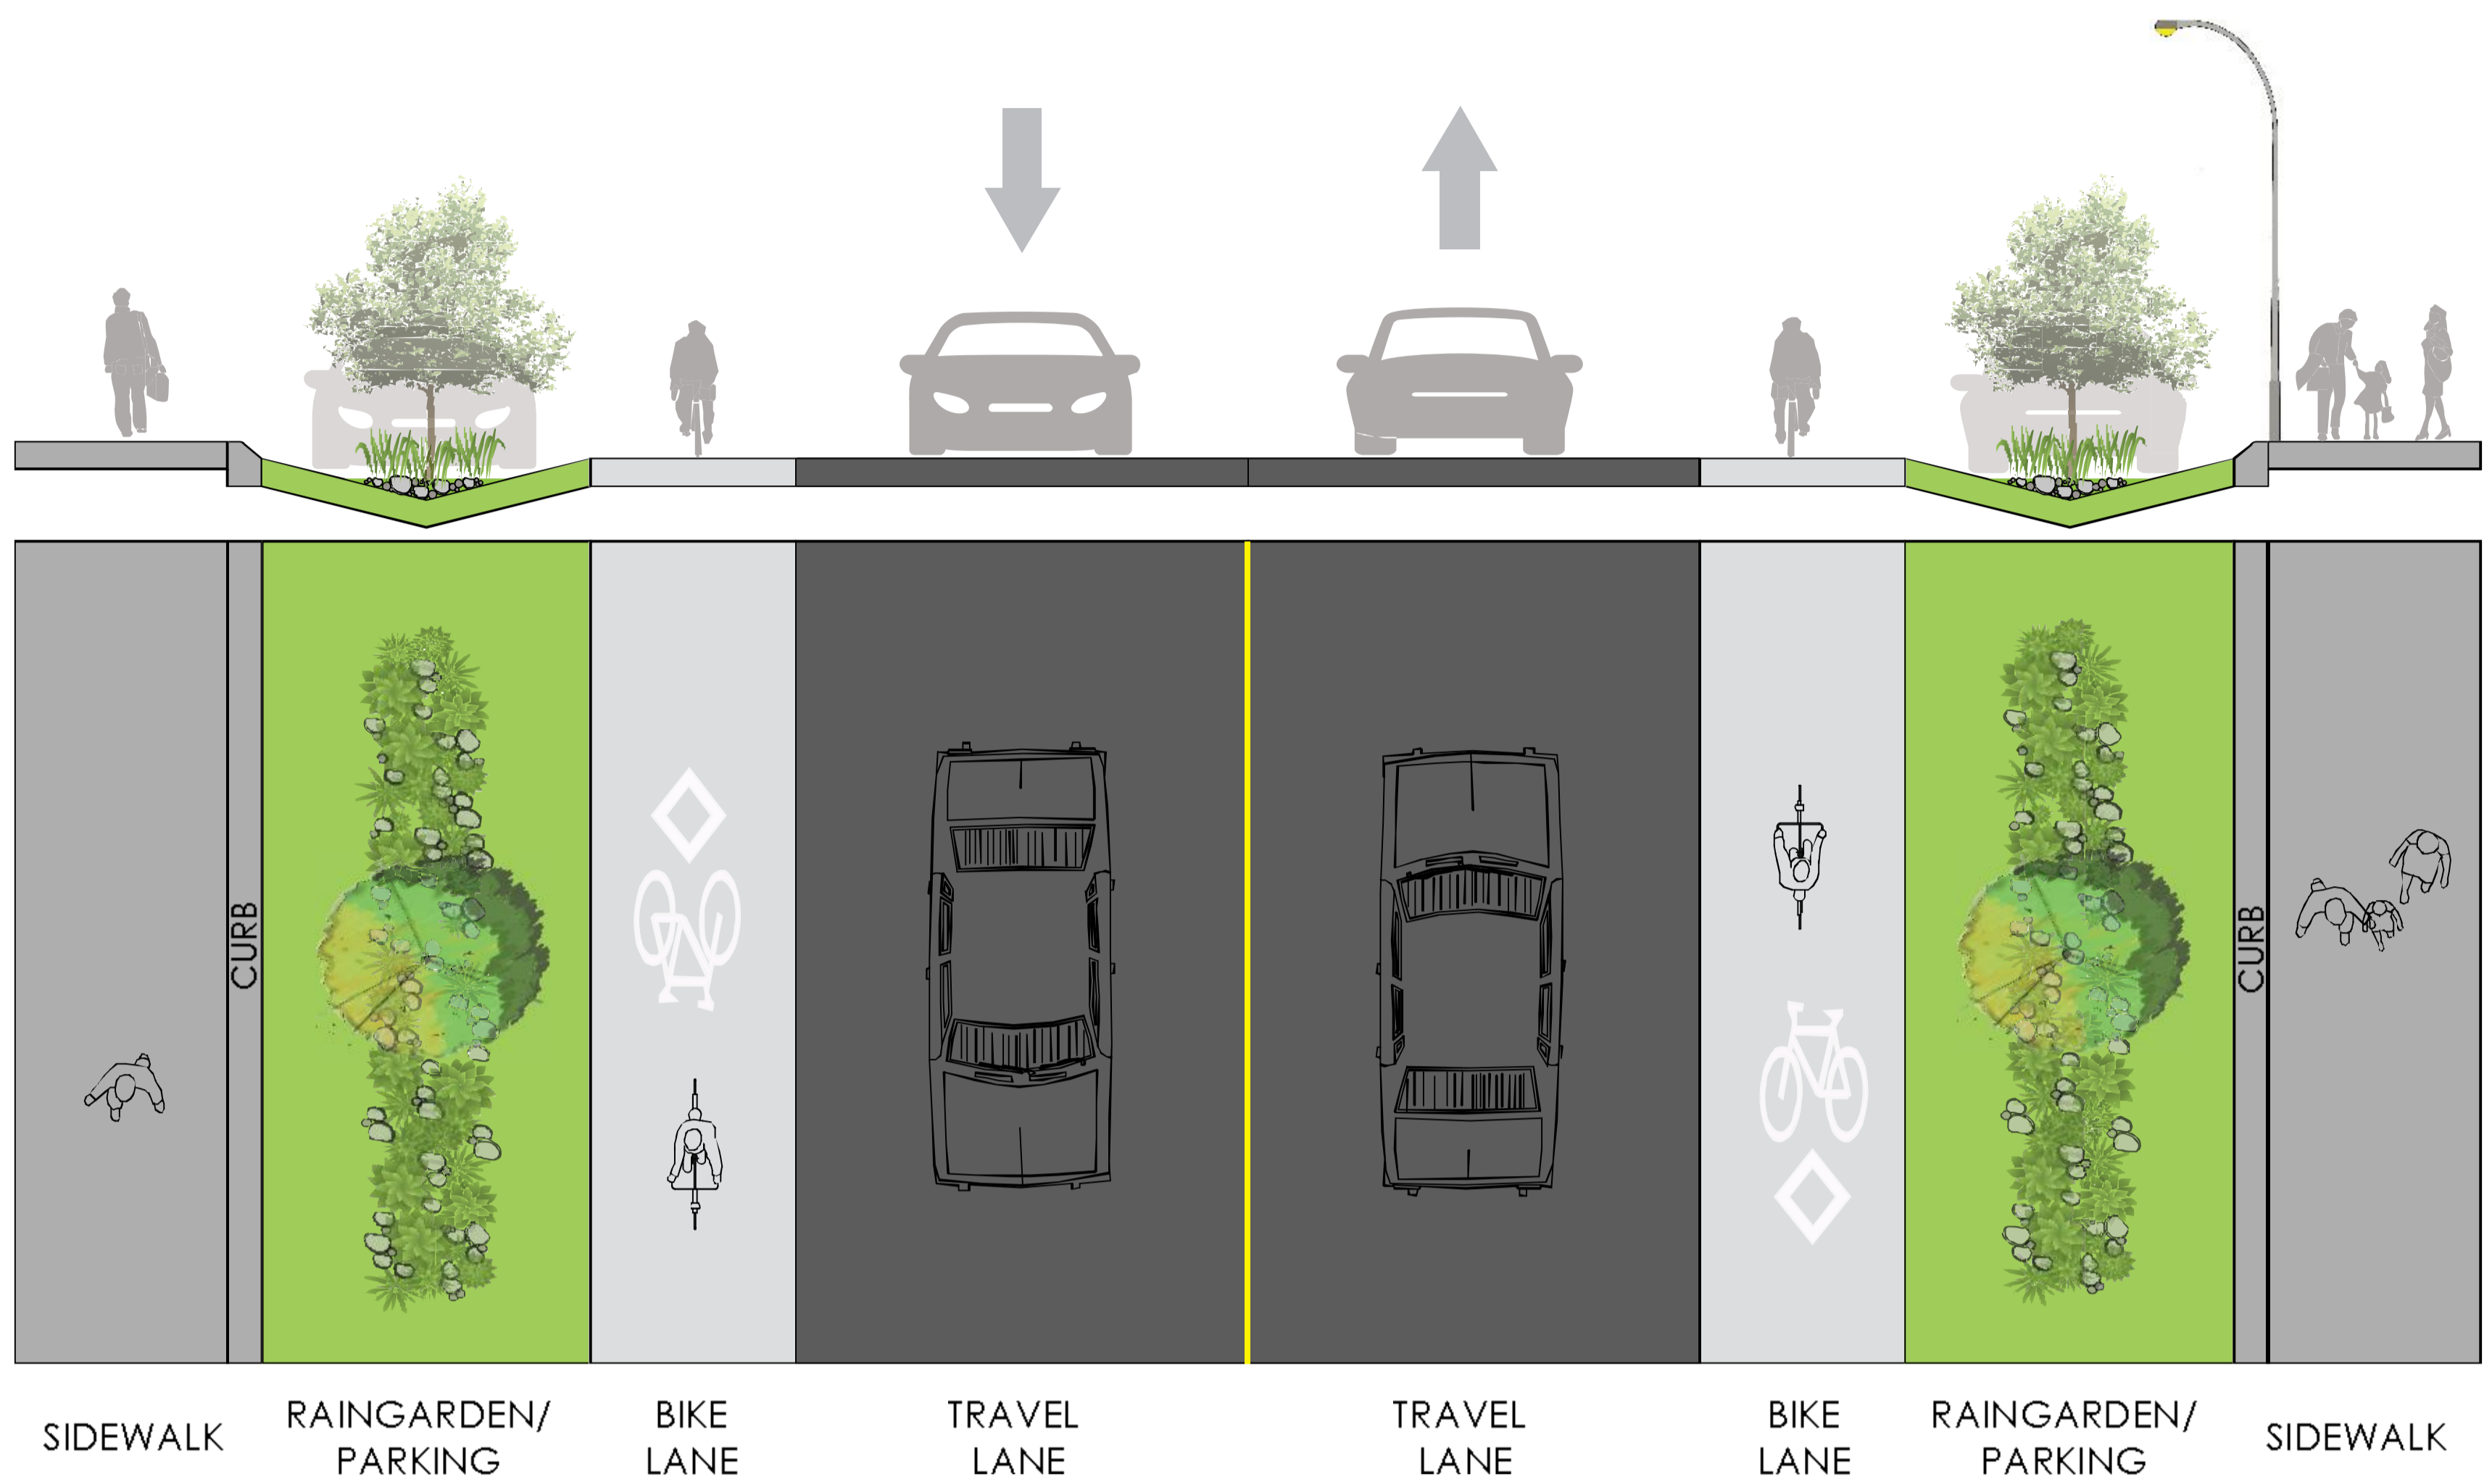 CURB
CURB
SIDEWALK
RAINGARDEN/
PARKING
BIKE
LANE
TRAVEL
LANE
TRAVEL
LANE
BIKE
LANE
RAINGARDEN/
PARKING
SIDEWALK